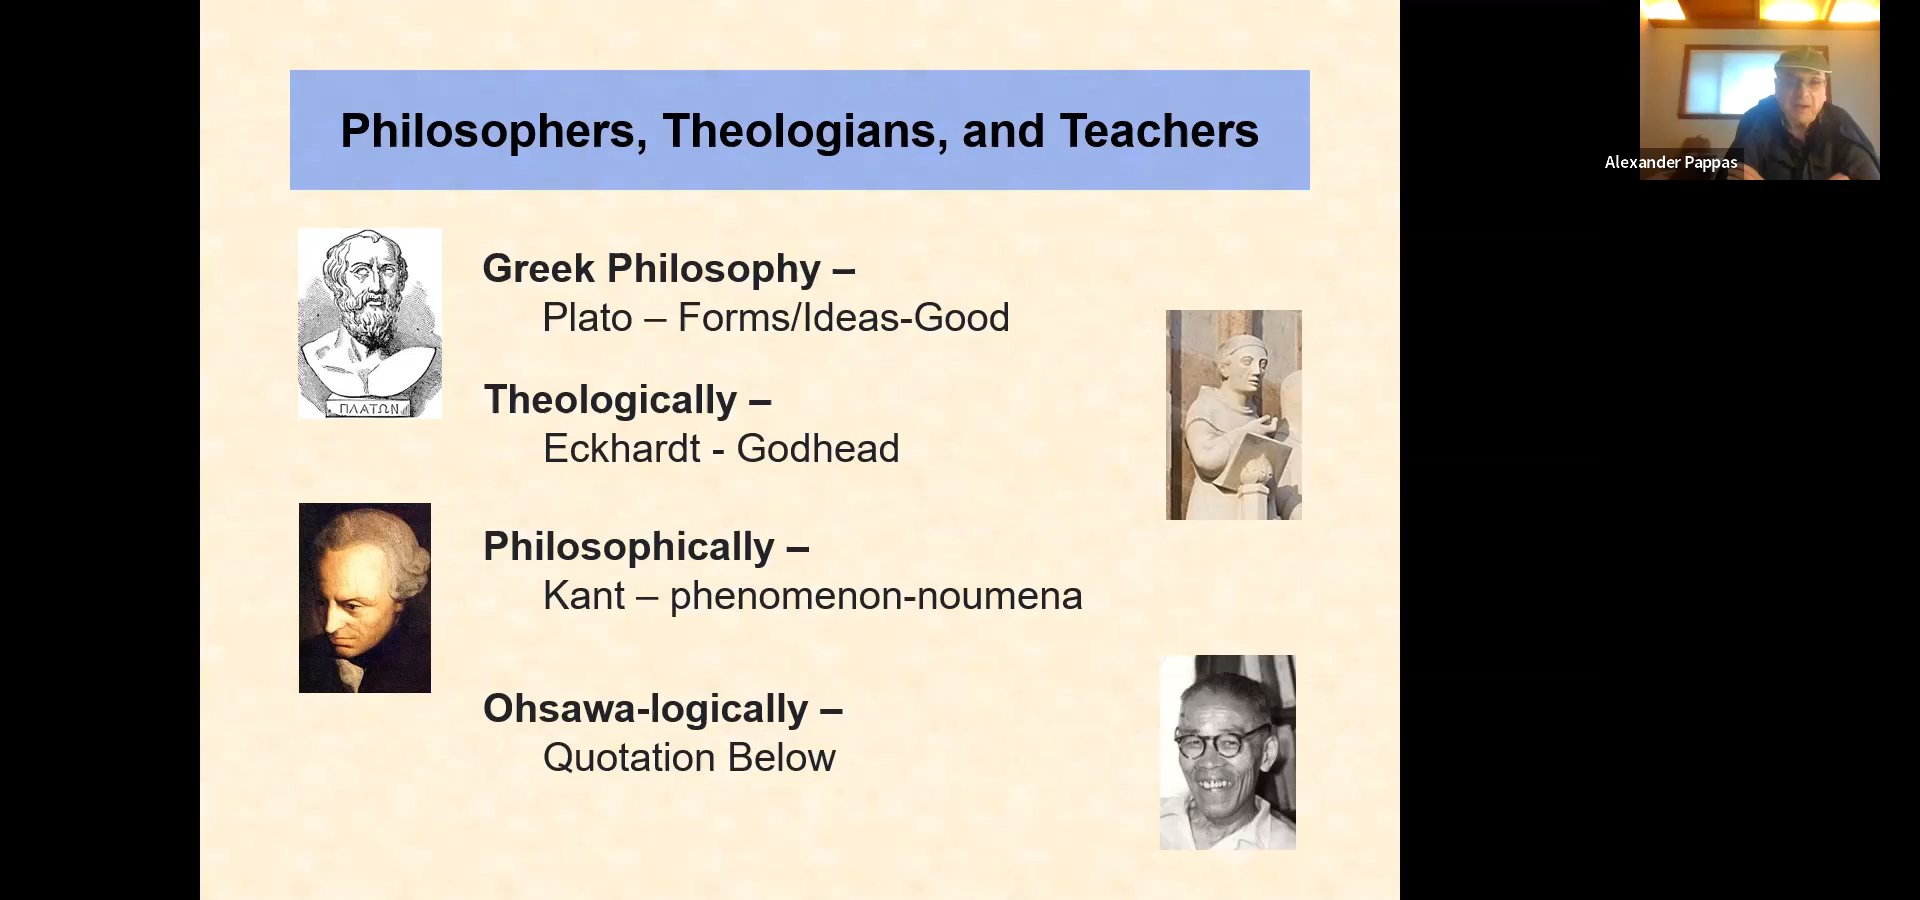 Philosophers, Theologians, and Teachers
Alexander Pappas
Greek Philosophy –
Plato – Forms/Ideas-Good
ΠΛΑΤΩΝ
Theologically –
Eckhardt - Godhead
Philosophically –
Kant – phenomenon-noumena
Ohsawa-logically –
Quotation Below